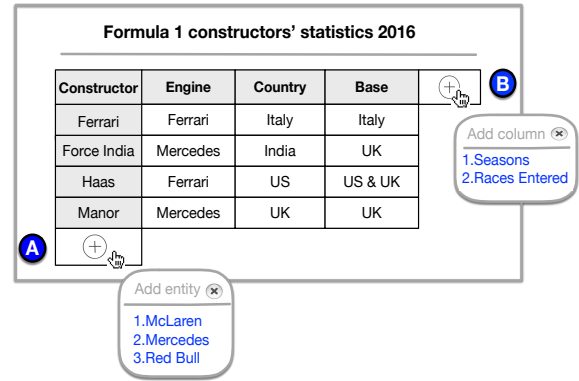 Formula 1 constructors' statistics 2016
Constructor Engine Country Base
B
Ferrari Ferrari Italy Italy
Force India Mercedes India UK
Haas Ferrari US US & UK
Manor Mercedes UK UK
Add column
1.Seasons
2.Races Entered
A
Add entity
1.McLaren
2.Mercedes
3.Red Bull